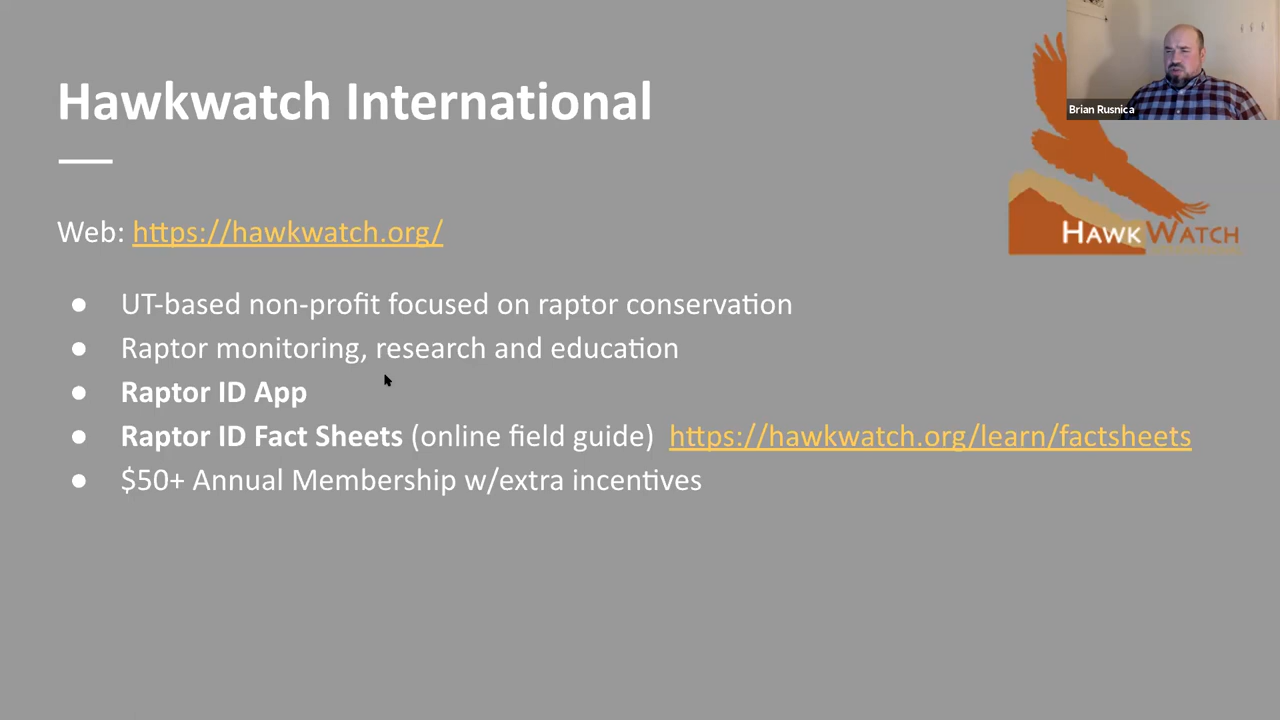 Hawkwatch International
Brian Rusnica
Web: https://hawkwatch.org/
HAWKWATCH
● UT-based non-profit focused on raptor conservation
● Raptor monitoring, research and education
● Raptor ID App
● Raptor ID Fact Sheets (online field guide) https://hawkwatch.org/learn/factsheets
● $50+ Annual Membership w/extra incentives